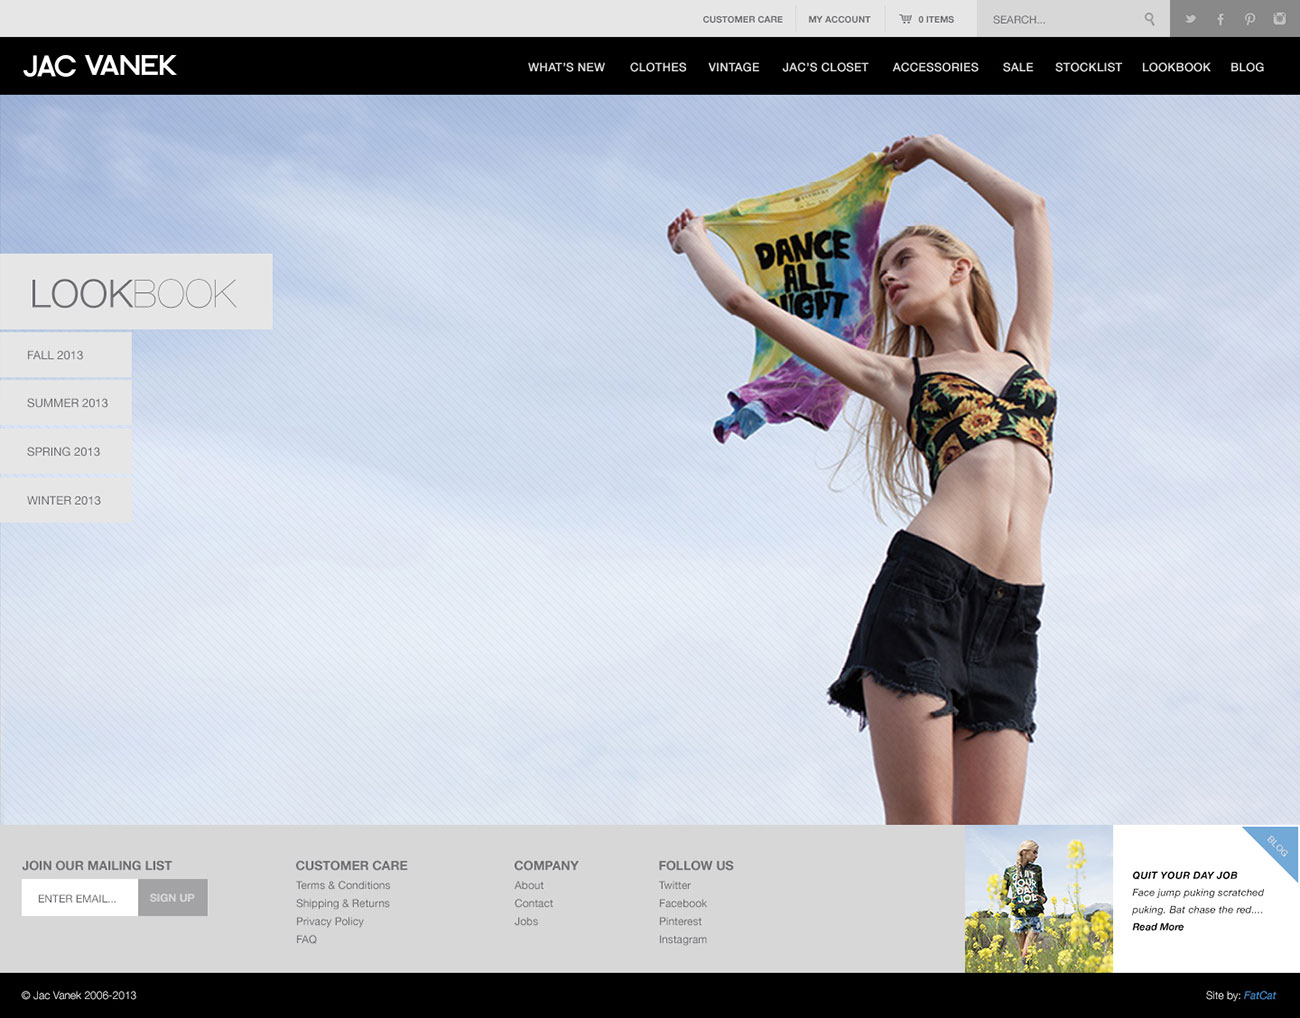 CUSTOMER CARE MY ACCOUNT 0 ITEMS SEARCH...
JAC VANEK
WHAT'S NEW CLOTHES VINTAGE JAC'S CLOSET ACCESSORIES SALE STOCKLIST LOOKBOOK BLOG
DANCE
ALL
NIGHT
LOOKBOOK
FALL 2013
SUMMER 2013
SPRING 2013
WINTER 2013
JOIN OUR MAILING LIST
ENTER EMAIL... SIGN UP
CUSTOMER CARE
Terms & Conditions
Shipping & Returns
Privacy Policy
FAQ
COMPANY
About
Contact
Jobs
FOLLOW US
Twitter
Facebook
Pinterest
Instagram
YOUR
DAY
JOB
BLOG
QUIT YOUR DAY JOB
Face jump puking scratched
puking. Bat chase the red....
Read More
© Jac Vanek 2006-2013
Site by: FatCat